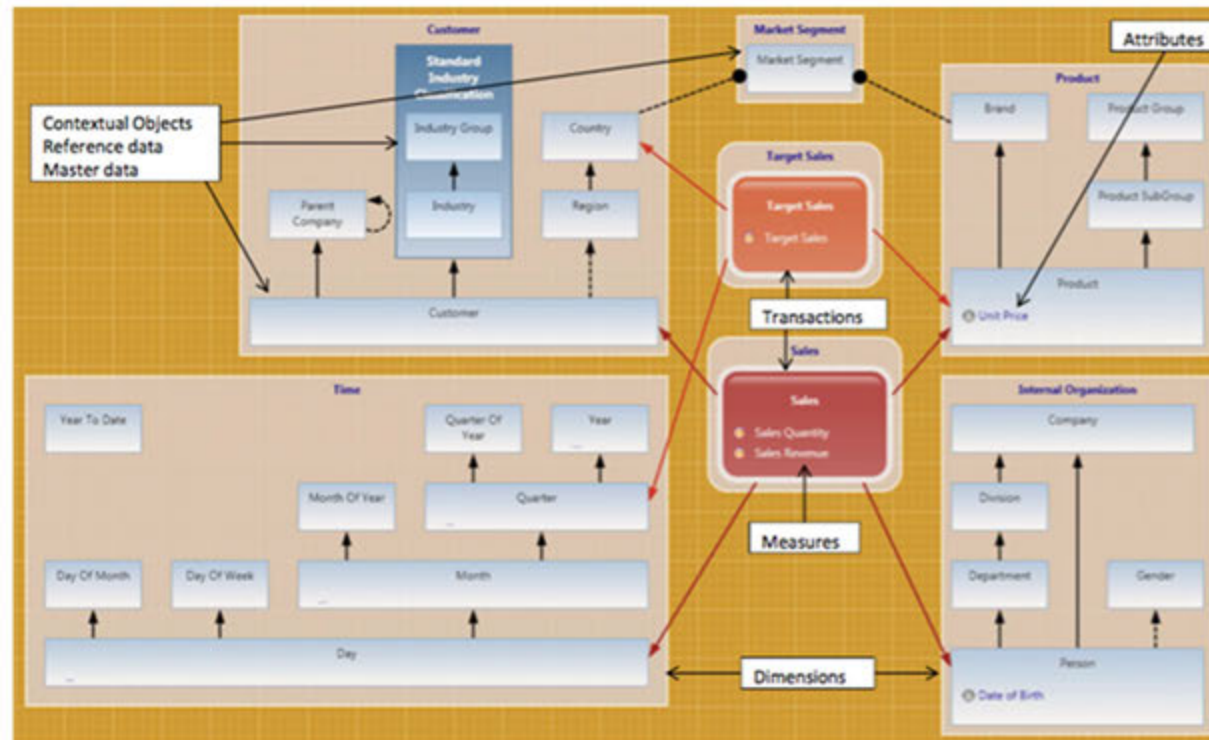 Customer
Standard
Industry
Classification
Industry Group
Industry
Country
Region
Parent
Company
Customer
Contextual Objects
Reference data
Master data
Market Segment
Market Segment
Attributes
Product
Brand
Product Group
Product SubGroup
Product
Unit Price
Target Sales
Target Sales
Target Sales
Transactions
Sales
Sales
Sales Quantity
Sales Revenue
Measures
Time
Year To Date
Quarter Of
Year
Year
Month Of Year
Quarter
Day Of Month
Day Of Week
Month
Day
Dimensions
Internal Organization
Company
Division
Department
Gender
Person
Date of Birth